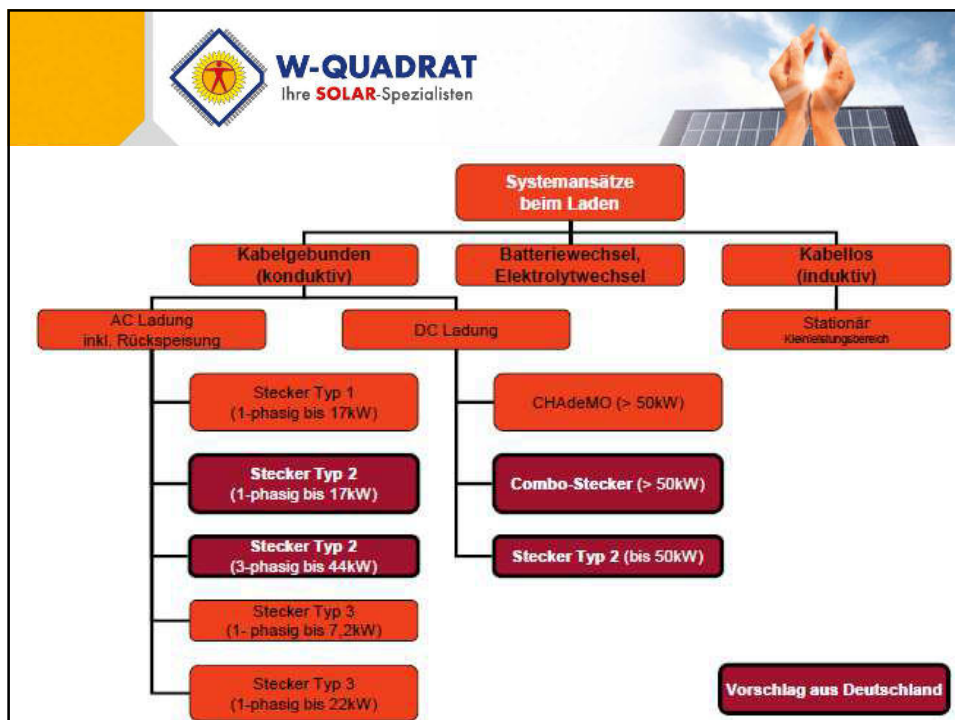 W-QUADRAT
Ihre SOLAR-Spezialisten
Systemansätze
beim Laden
Kabelgebunden
(konduktiv)
Batteriewechsel,
Elektrolytwechsel
Kabellos
(induktiv)
AC Ladung
inkl. Rückspeisung
DC Ladung
Stationär
Kleinleistungsbereich
Stecker Typ 1
(1-phasig bis 17kW)
CHAdeMO (> 50kW)
Stecker Typ 2
(1-phasig bis 17kW)
Combo-Stecker (> 50kW)
Stecker Typ 2
(3-phasig bis 44kW)
Stecker Typ 2 (bis 50kW)
Stecker Typ 3
(1- phasig bis 7,2kW)
Stecker Typ 3
(1-phasig bis 22kW)
Vorschlag aus Deutschland